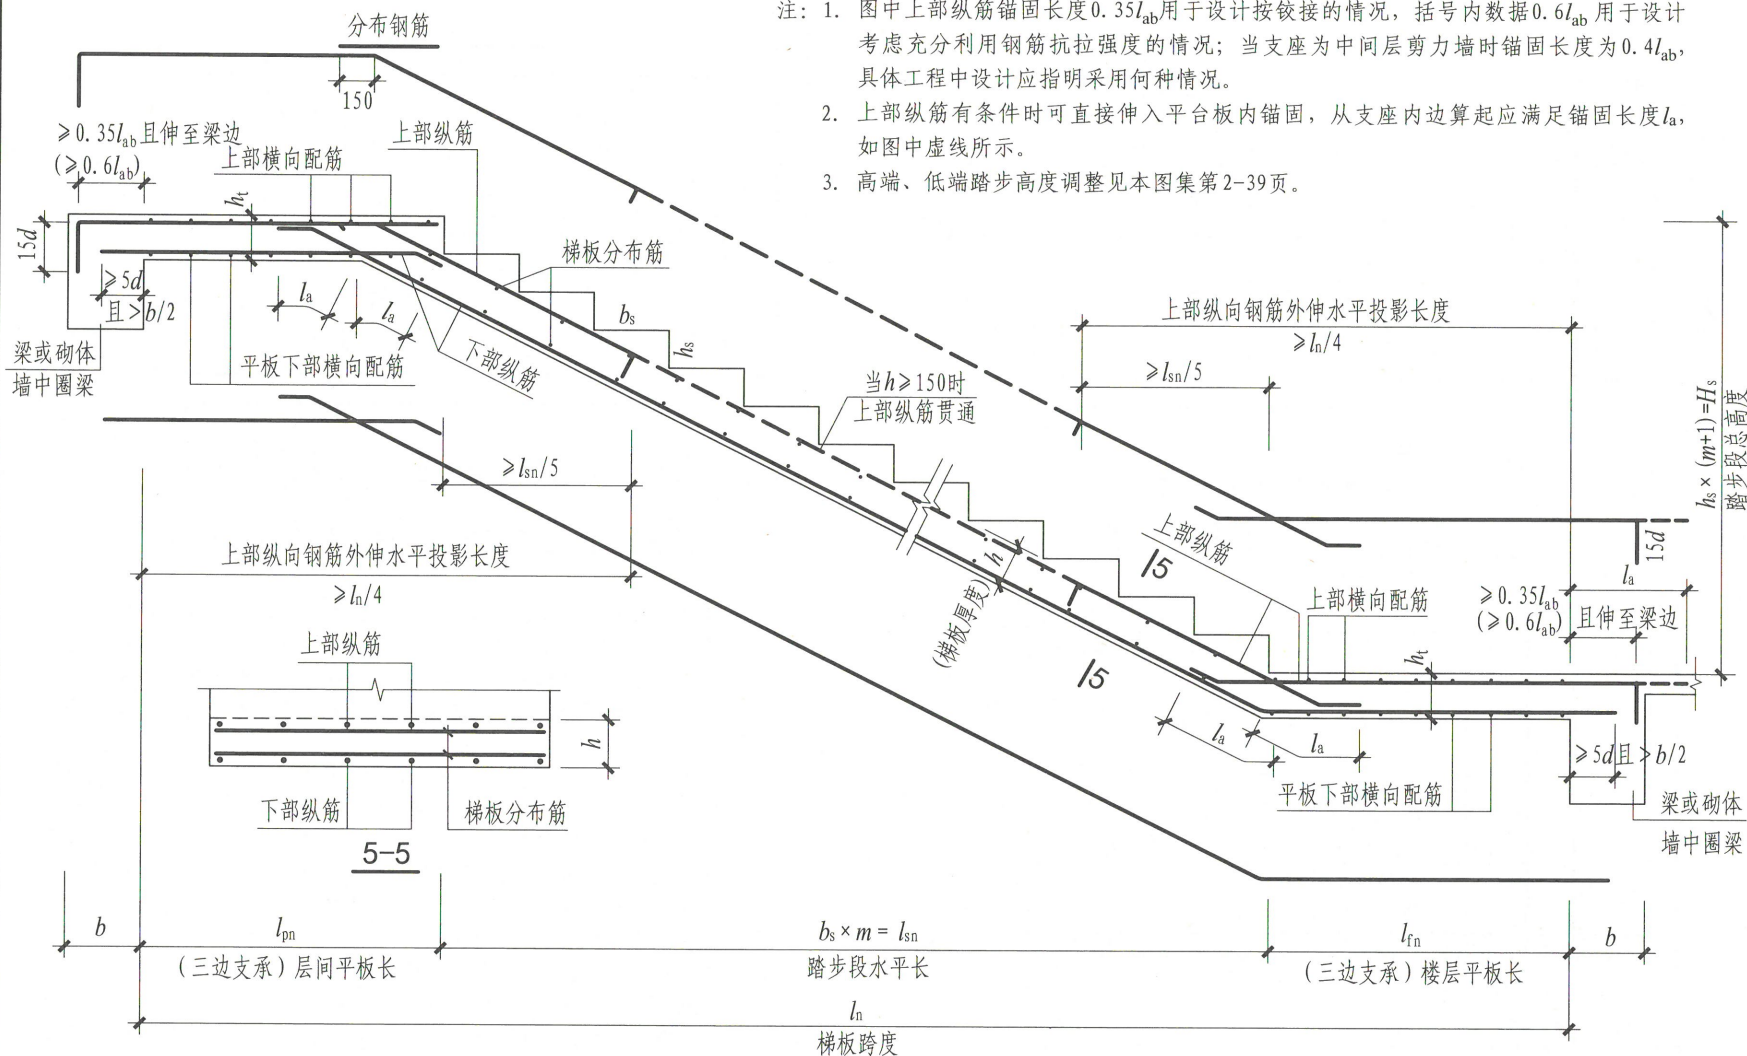 注: 1. 图中上部纵筋锚固长度0.35lab用于设计按铰接的情况，括号内数据0.6lab用于设计
考虑充分利用钢筋抗拉强度的情况；当支座为中间层剪力墙时锚固长度为0.4lab，
具体工程中设计应指明采用何种情况。
2. 上部纵筋有条件时可直接伸入平台板内锚固，从支座内边算起应满足锚固长度la，
如图中虚线所示。
3. 高端、低端踏步高度调整见本图集第2-39页。
分布钢筋
150
≥0.35lab且伸至梁边
(≥0.6lab)
上部纵筋
上部横向配筋
ht
15d
≥5d
且>b/2
梁或砌体
墙中圈梁
la
la
平板下部横向配筋
下部纵筋
梯板分布筋
bs
hs
当h≥150时
上部纵筋贯通
上部纵向钢筋外伸水平投影长度
≥ln/4
≥lsn/5
hs×(m+1)=Hs
踏步段总高度
≥lsn/5
上部纵向钢筋外伸水平投影长度
≥ln/4
h
(梯板厚度)
5
5
上部纵筋
上部横向配筋
15d
la
≥0.35lab
(≥0.6lab)
且伸至梁边
ht
la
la
≥5d且>b/2
平板下部横向配筋
梁或砌体
墙中圈梁
上部纵筋
h
下部纵筋
梯板分布筋
5-5
b
lpn
bs×m=lsn
lfn
b
(三边支承)层间平板长
踏步段水平长
(三边支承)楼层平板长
ln
梯板跨度